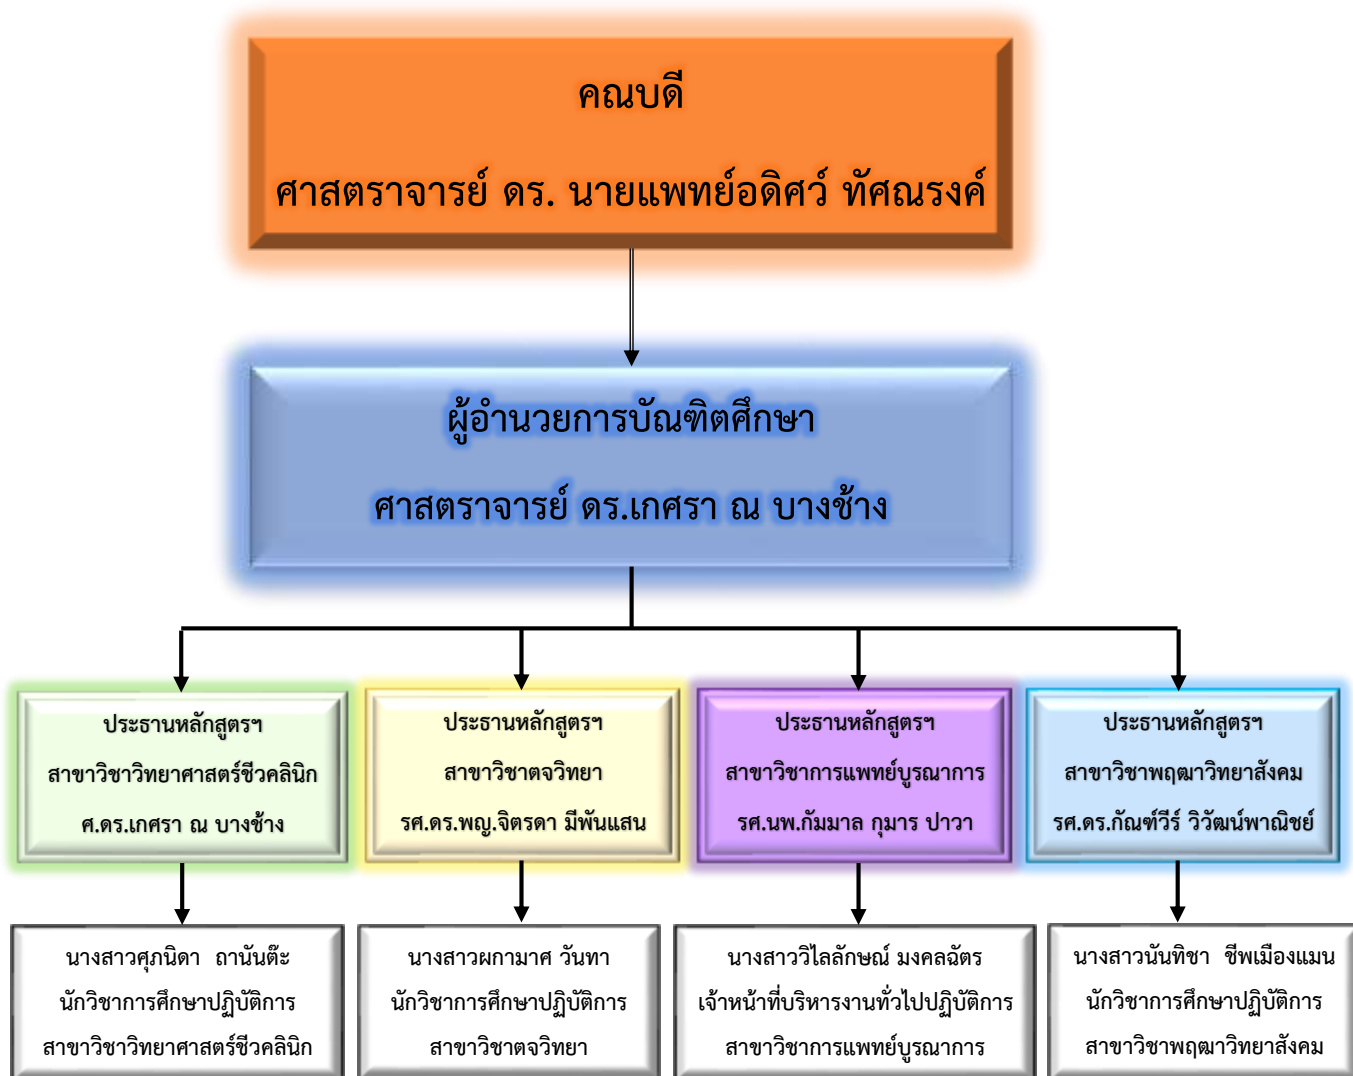 คณบดี
ศาสตราจารย์ ดร. นายแพทย์อดิศว์ ทัศณรงค์
ผู้อำนวยการบัณฑิตศึกษา
ศาสตราจารย์ ดร.เกศรา ณ บางช้าง
ประธานหลักสูตรฯ
สาขาวิชาวิทยาศาสตร์ชีวคลินิก
ศ.ดร.เกศรา ณ บางช้าง
ประธานหลักสูตรฯ
สาขาวิชาตจวิทยา
รศ.ดร.พญ.จิตรดา มีพันแสน
ประธานหลักสูตรฯ
สาขาวิชาการแพทย์บูรณาการ
รศ.นพ.กัมมาล กุมาร ปาวา
ประธานหลักสูตรฯ
สาขาวิชาพฤฒาวิทยาสังคม
รศ.ดร.กัณฑ์วีร์ วิวัฒน์พาณิชย์
นางสาวศุภนิดา ถานันต๊ะ
นักวิชาการศึกษาปฏิบัติการ
สาขาวิชาวิทยาศาสตร์ชีวคลินิก
นางสาวผกามาศ วันทา
นักวิชาการศึกษาปฏิบัติการ
สาขาวิชาตจวิทยา
นางสาววิไลลักษณ์ มงคลฉัตร
เจ้าหน้าที่บริหารงานทั่วไปปฏิบัติการ
สาขาวิชาการแพทย์บูรณาการ
นางสาวนันทิชา ชีพเมืองแมน
นักวิชาการศึกษาปฏิบัติการ
สาขาวิชาพฤฒาวิทยาสังคม